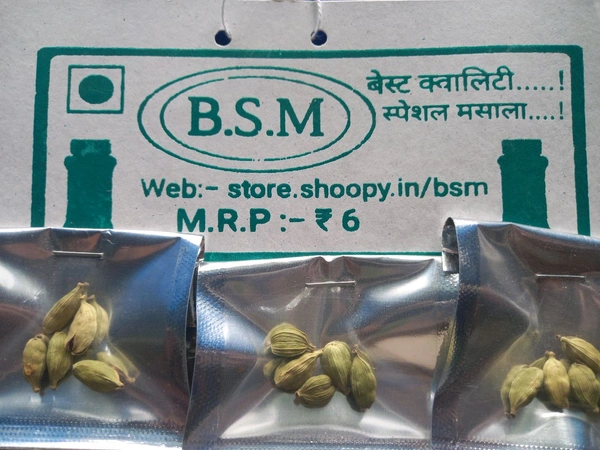 B.S.M
बेस्ट क्वालिटी.....!
स्पेशल मसाला....!
Web:- store.shoopy.in/bsm
M.R.P :- ₹ 6